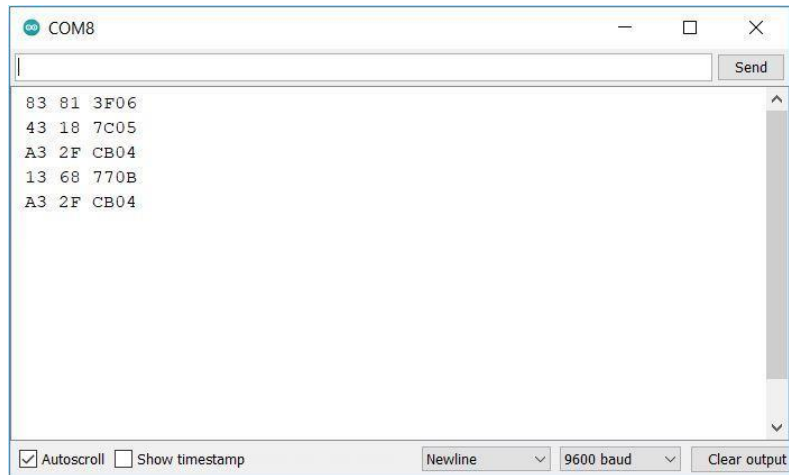 COM8
Send
83 81 3F06
43 18 7C05
A3 2F CB04
13 68 770B
A3 2F CB04
Autoscroll Show timestamp Newline 9600 baud Clear output